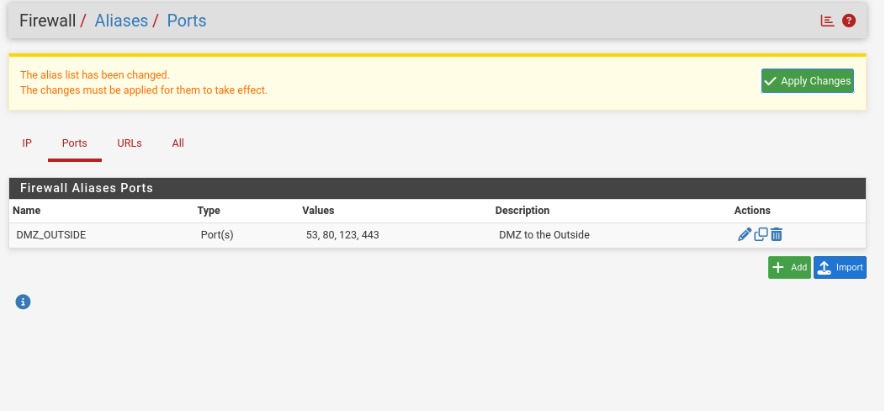 Firewall / Aliases / Ports
The alias list has been changed.
The changes must be applied for them to take effect.
Apply Changes
IP Ports URLs All
Firewall Aliases Ports
Name Type Values Description Actions
DMZ_OUTSIDE Port(s) 53, 80, 123, 443 DMZ to the Outside
Add Import